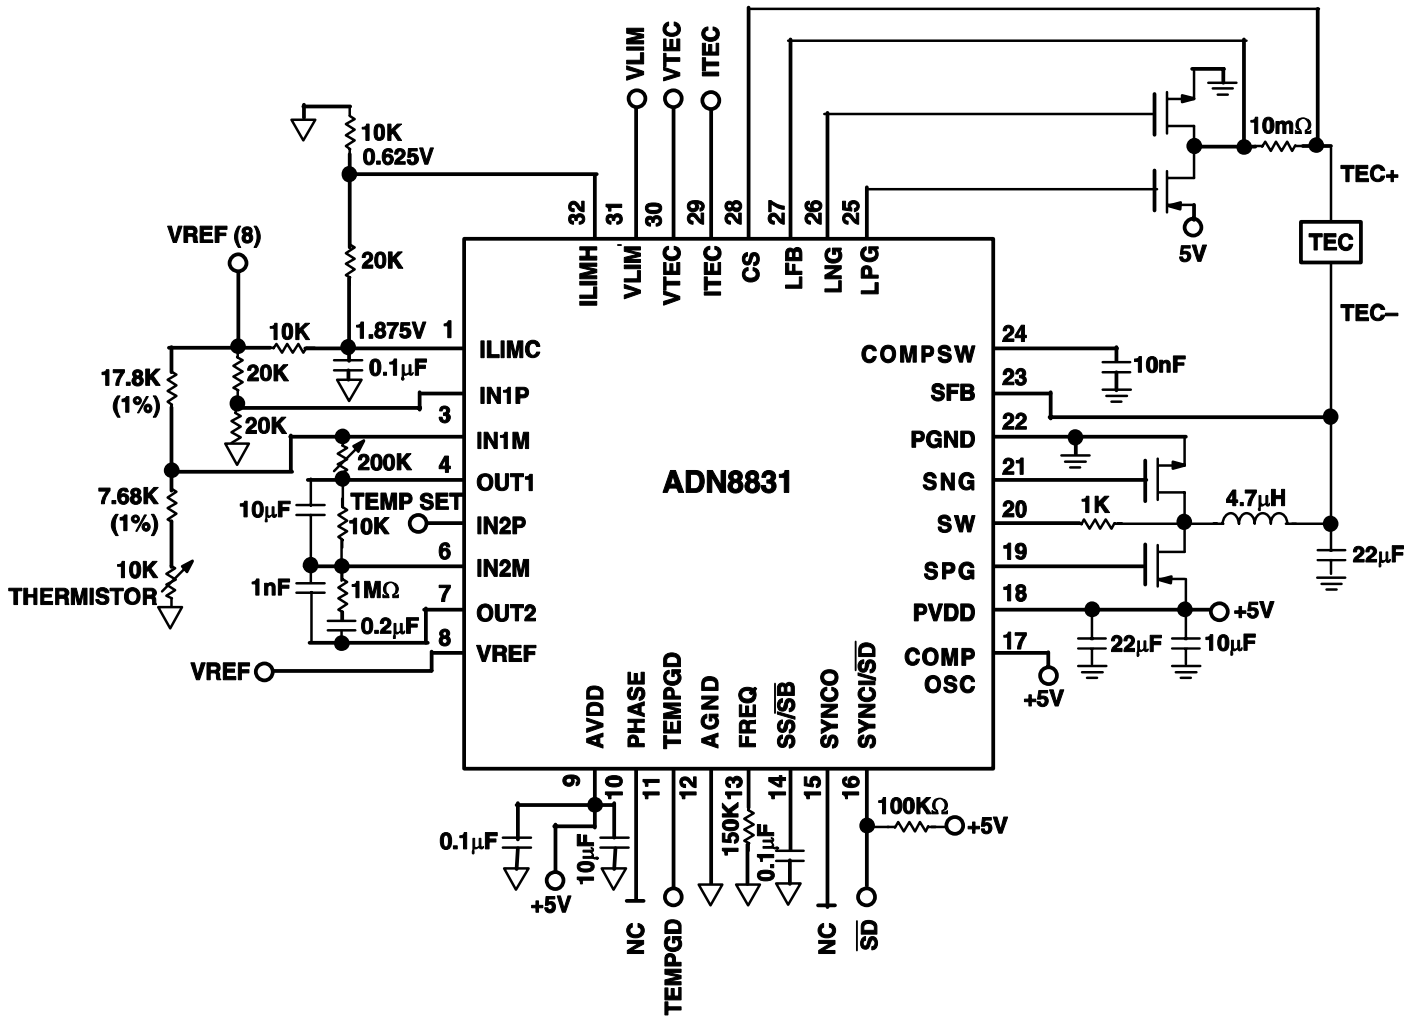 VLIM
VTEC
ITEC
10K
0.625V
10mΩ
TEC+
32
31
30
29
28
27
26
25
VREF (8)
20K
5V
TEC
ILIMH
VLIM
VTEC
ITEC
CS
LFB
LNG
LPG
TEC–
10K
1.875V
1
ILIMC
COMPSW
24
10nF
17.8K
(1%)
20K
0.1µF
IN1P
SFB
23
20K
3
IN1M
PGND
22
200K
4
OUT1
ADN8831
SNG
21
7.68K
(1%)
10µF
TEMP SET
10K
IN2P
SW
20
1K
4.7µH
10K
THERMISTOR
6
IN2M
SPG
19
22µF
1nF
1MΩ
7
OUT2
PVDD
18
+5V
0.2µF
8
VREF
COMP
OSC
17
22µF
10µF
VREF
+5V
AVDD
PHASE
TEMPGD
AGND
FREQ
SS/SB
SYNCO
SYNCI/SD
9
10
11
12
13
14
15
16
0.1µF
+5V
10µF
150K
0.1µF
100KΩ
+5V
NC
TEMPGD
NC
SD